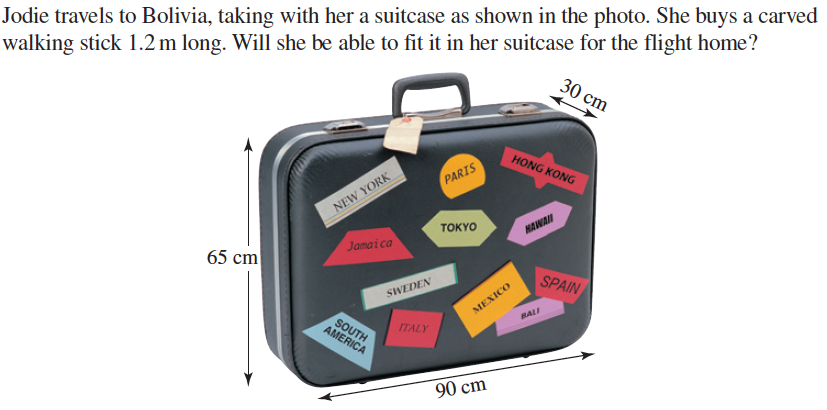 Jodie travels to Bolivia, taking with her a suitcase as shown in the photo. She buys a carved
walking stick 1.2 m long. Will she be able to fit it in her suitcase for the flight home?
30 cm
HONG KONG
PARIS
NEW YORK
TOKYO
HAWAII
Jamaica
65 cm
SWEDEN
SPAIN
MEXICO
BALI
SOUTH
AMERICA
ITALY
90 cm